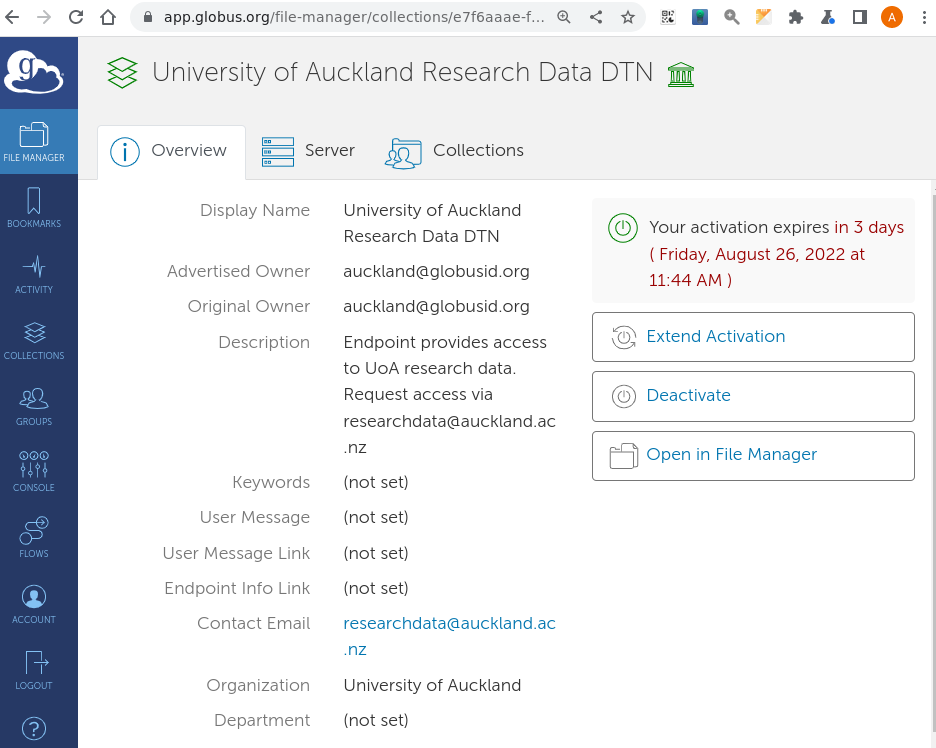 app.globus.org/file-manager/collections/e7f6aaae-f...
A
g
University of Auckland Research Data DTN
FILE MANAGER
BOOKMARKS
ACTIVITY
COLLECTIONS
GROUPS
CONSOLE
FLOWS
ACCOUNT
LOGOUT
?
i Overview
Server
Collections
Display Name University of Auckland
Research Data DTN
Advertised Owner auckland@globusid.org
Original Owner auckland@globusid.org
Description Endpoint provides access
to UoA research data.
Request access via
researchdata@auckland.ac
.nz
Keywords (not set)
User Message (not set)
User Message Link (not set)
Endpoint Info Link (not set)
Contact Email researchdata@auckland.ac
.nz
Organization University of Auckland
Department (not set)
Your activation expires in 3 days
( Friday, August 26, 2022 at
11:44 AM )
Extend Activation
Deactivate
Open in File Manager